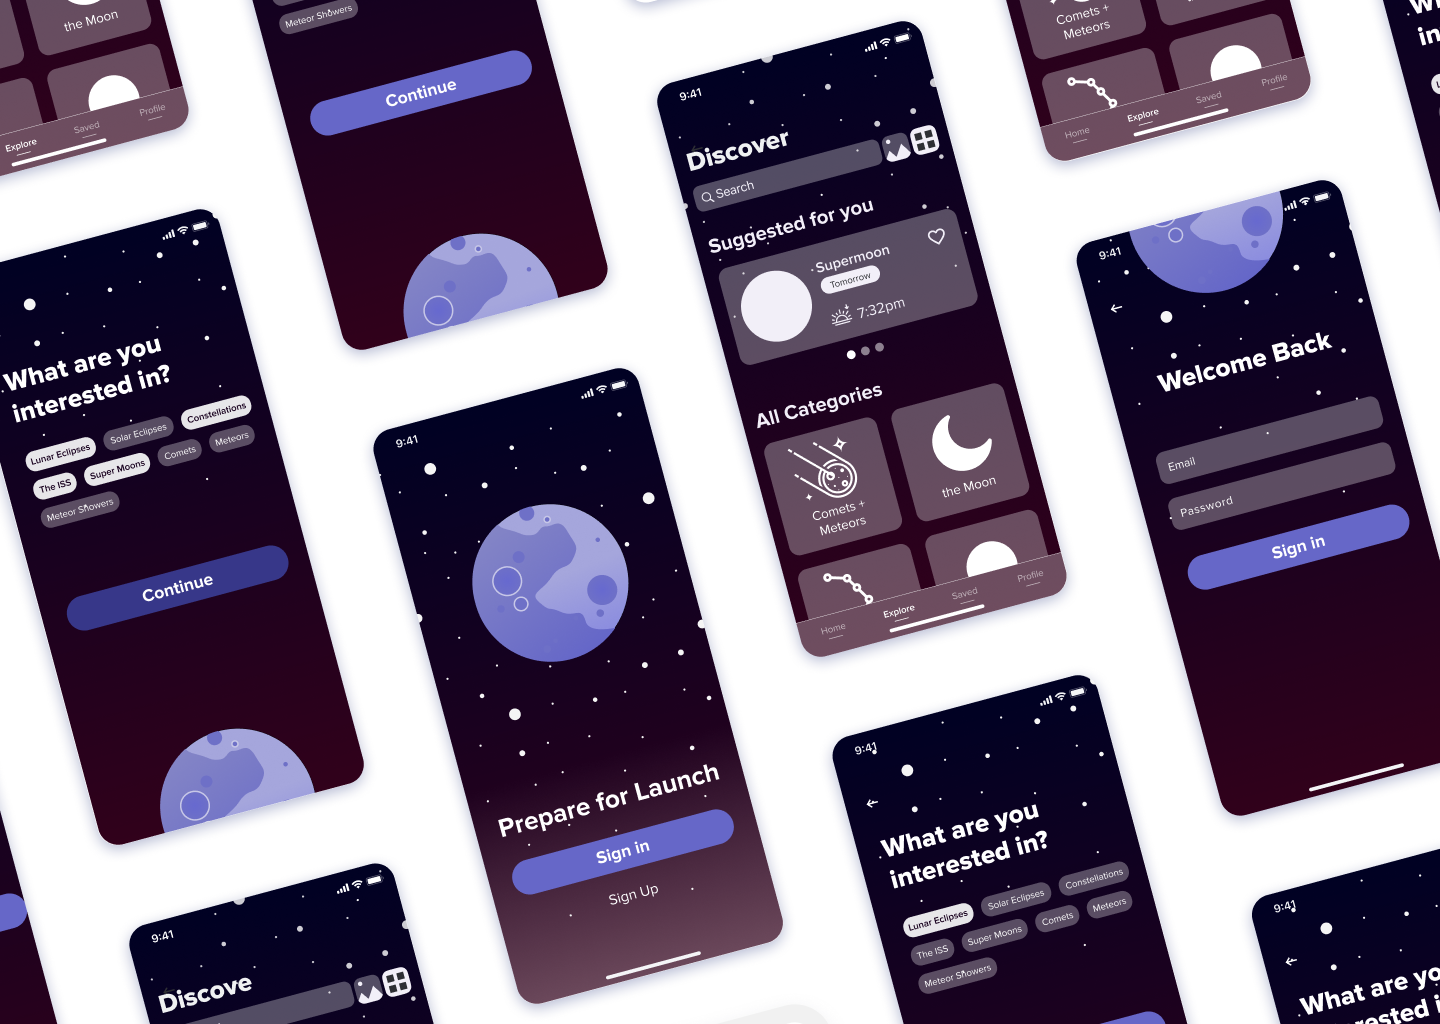 the Moon
Explore
Saved
Profile
Meteor Showers
Continue
9:41
Discover
Search
Suggested for you
Supermoon
Tomorrow
7:32pm
All Categories
Comets +
Meteors
the Moon
Home
Explore
Saved
Profile
Comets +
Meteors
Home
Explore
Saved
Profile
What are you
interested in?
Lunar Eclipses
Solar Eclipses
Constellations
The ISS
Super Moons
Comets
Meteors
Meteor Showers
Continue
9:41
Prepare for Launch
Sign in
Sign Up
9:41
Welcome Back
Email
Password
Sign in
9:41
Discove
9:41
What are you
interested in?
Lunar Eclipses
Solar Eclipses
Constellations
The ISS
Super Moons
Comets
Meteors
Meteor Showers
9:41
What are yo